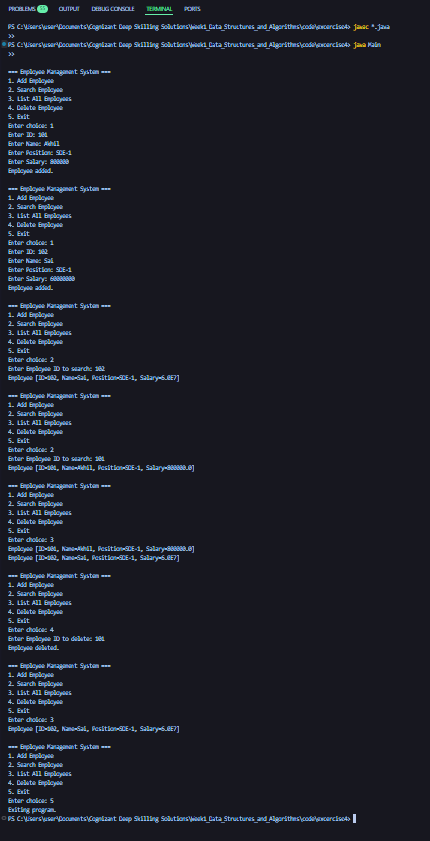 PROBLEMS OUTPUT DEBUG CONSOLE TERMINAL PORTS
PS C:\Users\user\Documents\Cognizant Deep Skilling Solutions\Week1_Data_Structures_and_Algorithms\code\excercise4> javac *.java
>>
PS C:\Users\user\Documents\Cognizant Deep Skilling Solutions\Week1_Data_Structures_and_Algorithms\code\excercise4> java Main
>>
=== Employee Management System ===
1. Add Employee
2. Search Employee
3. List All Employees
4. Delete Employee
5. Exit
Enter choice: 1
Enter ID: 101
Enter Name: Akhil
Enter Position: SDE-1
Enter Salary: 800000
Employee added.
=== Employee Management System ===
1. Add Employee
2. Search Employee
3. List All Employees
4. Delete Employee
5. Exit
Enter choice: 1
Enter ID: 102
Enter Name: Sai
Enter Position: SDE-1
Enter Salary: 60000000
Employee added.
=== Employee Management System ===
1. Add Employee
2. Search Employee
3. List All Employees
4. Delete Employee
5. Exit
Enter choice: 2
Enter Employee ID to search: 102
Employee [ID=102, Name=Sai, Position=SDE-1, Salary=6.0E7]
=== Employee Management System ===
1. Add Employee
2. Search Employee
3. List All Employees
4. Delete Employee
5. Exit
Enter choice: 2
Enter Employee ID to search: 101
Employee [ID=101, Name=Akhil, Position=SDE-1, Salary=800000.0]
=== Employee Management System ===
1. Add Employee
2. Search Employee
3. List All Employees
4. Delete Employee
5. Exit
Enter choice: 3
Employee [ID=101, Name=Akhil, Position=SDE-1, Salary=800000.0]
Employee [ID=102, Name=Sai, Position=SDE-1, Salary=6.0E7]
=== Employee Management System ===
1. Add Employee
2. Search Employee
3. List All Employees
4. Delete Employee
5. Exit
Enter choice: 4
Enter Employee ID to delete: 101
Employee deleted.
=== Employee Management System ===
1. Add Employee
2. Search Employee
3. List All Employees
4. Delete Employee
5. Exit
Enter choice: 3
Employee [ID=102, Name=Sai, Position=SDE-1, Salary=6.0E7]
=== Employee Management System ===
1. Add Employee
2. Search Employee
3. List All Employees
4. Delete Employee
5. Exit
Enter choice: 5
Exiting program.
PS C:\Users\user\Documents\Cognizant Deep Skilling Solutions\Week1_Data_Structures_and_Algorithms\code\excercise4>